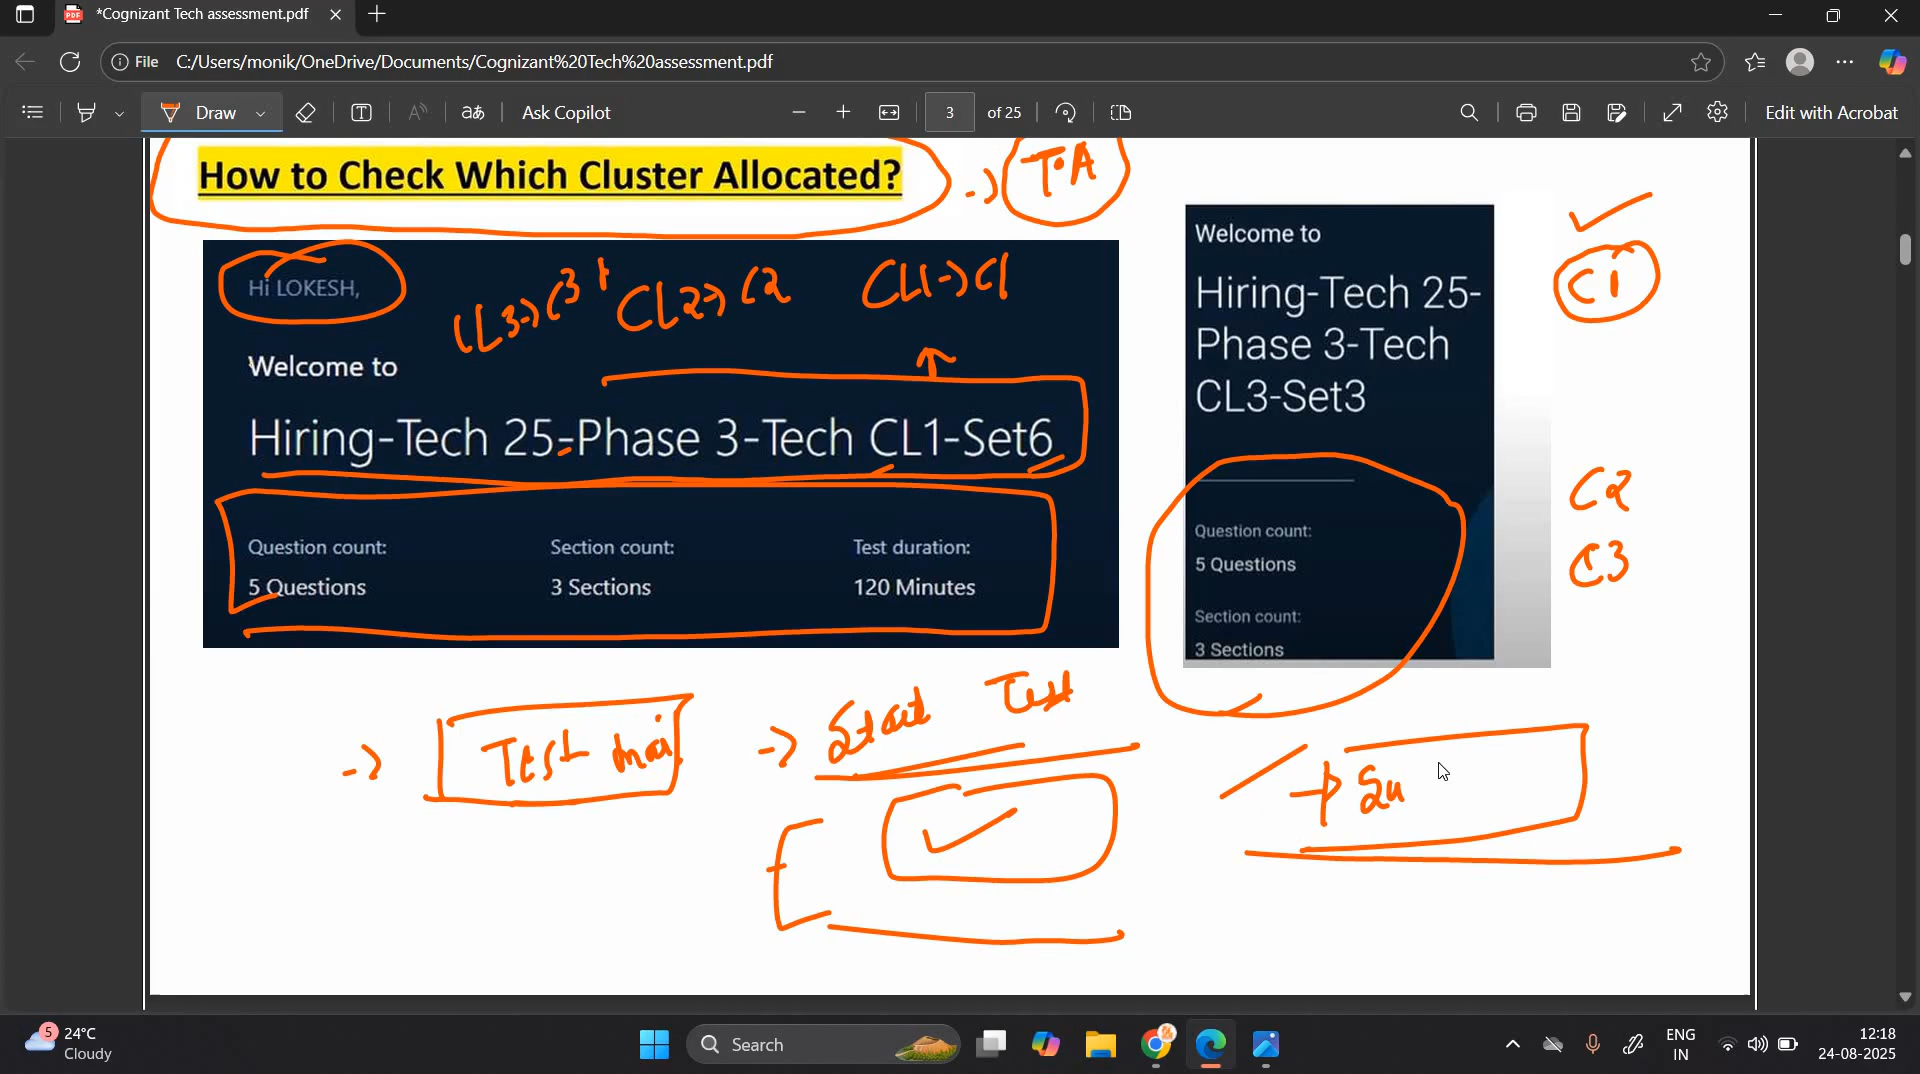 *Cognizant Tech assessment.pdf
File C:/Users/monik/OneDrive/Documents/Cognizant%20Tech%20assessment.pdf
Draw
Ask Copilot
3 of 25
Edit with Acrobat
How to Check Which Cluster Allocated?
-> T.A
Hi LOKESH,
CL3->C3 CL2->C2 CL1->C1
Welcome to
Hiring-Tech 25-Phase 3-Tech CL1-Set6
Question count: Section count: Test duration:
5 Questions 3 Sections 120 Minutes
Welcome to
Hiring-Tech 25-
Phase 3-Tech
CL3-Set3
Question count:
5 Questions
Section count:
3 Sections
C1
C2
C3
-> Test mai
-> Start Test
Su
5
24°C
Cloudy
Search
ENG
IN
12:18
24-08-2025